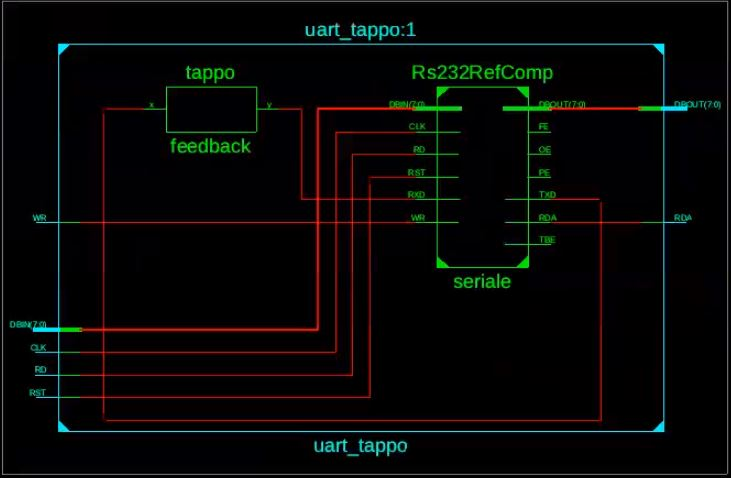 uart_tappo:1
tappo
Rs232RefComp
x
y
feedback
DBIN(7:0)
DBOUT(7:0)
DBOUT(7:0)
CLK
FE
RD
OE
RST
PE
RXD
TXD
WR
WR
RDA
RDA
TBE
seriale
DBIN(7:0)
CLK
RD
RST
uart_tappo